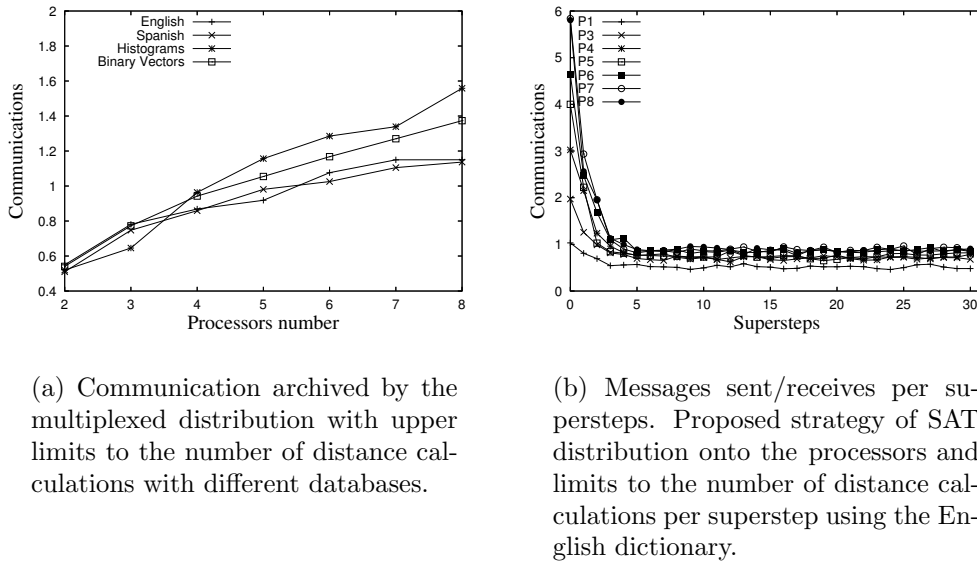 2
1.8
1.6
1.4
1.2
1
0.8
0.6
0.4
Communications
English
Spanish
Histograms
Binary Vectors
2 3 4 5 6 7 8
Processors number
6
5
4
3
2
1
0
Communications
P1
P3
P4
P5
P6
P7
P8
0 5 10 15 20 25 30
Supersteps
(a) Communication archived by the
multiplexed distribution with upper
limits to the number of distance cal-
culations with different databases.
(b) Messages sent/receives per su-
persteps. Proposed strategy of SAT
distribution onto the processors and
limits to the number of distance cal-
culations per superstep using the En-
glish dictionary.